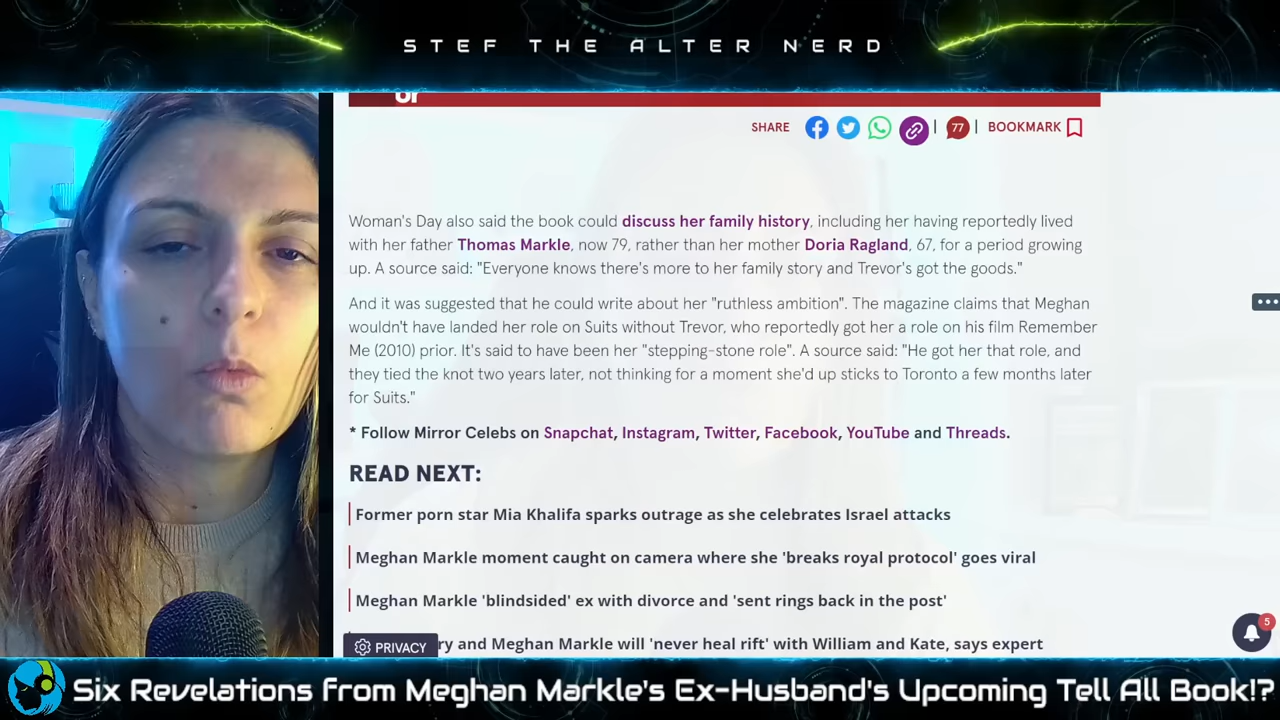 STEF THE ALTER NERD
or
SHARE
77
BOOKMARK
Woman's Day also said the book could discuss her family history, including her having reportedly lived
with her father Thomas Markle, now 79, rather than her mother Doria Ragland, 67, for a period growing
up. A source said: "Everyone knows there's more to her family story and Trevor's got the goods."
And it was suggested that he could write about her "ruthless ambition". The magazine claims that Meghan
wouldn't have landed her role on Suits without Trevor, who reportedly got her a role on his film Remember
Me (2010) prior. It's said to have been her "stepping-stone role". A source said: "He got her that role, and
they tied the knot two years later, not thinking for a moment she'd up sticks to Toronto a few months later
for Suits."
* Follow Mirror Celebs on Snapchat, Instagram, Twitter, Facebook, YouTube and Threads.
READ NEXT:
Former porn star Mia Khalifa sparks outrage as she celebrates Israel attacks
Meghan Markle moment caught on camera where she 'breaks royal protocol' goes viral
Meghan Markle 'blindsided' ex with divorce and 'sent rings back in the post'
ry and Meghan Markle will 'never heal rift' with William and Kate, says expert
PRIVACY
5
Six Revelations from Meghan Markle's Ex-Husband's Upcoming Tell All Book!?